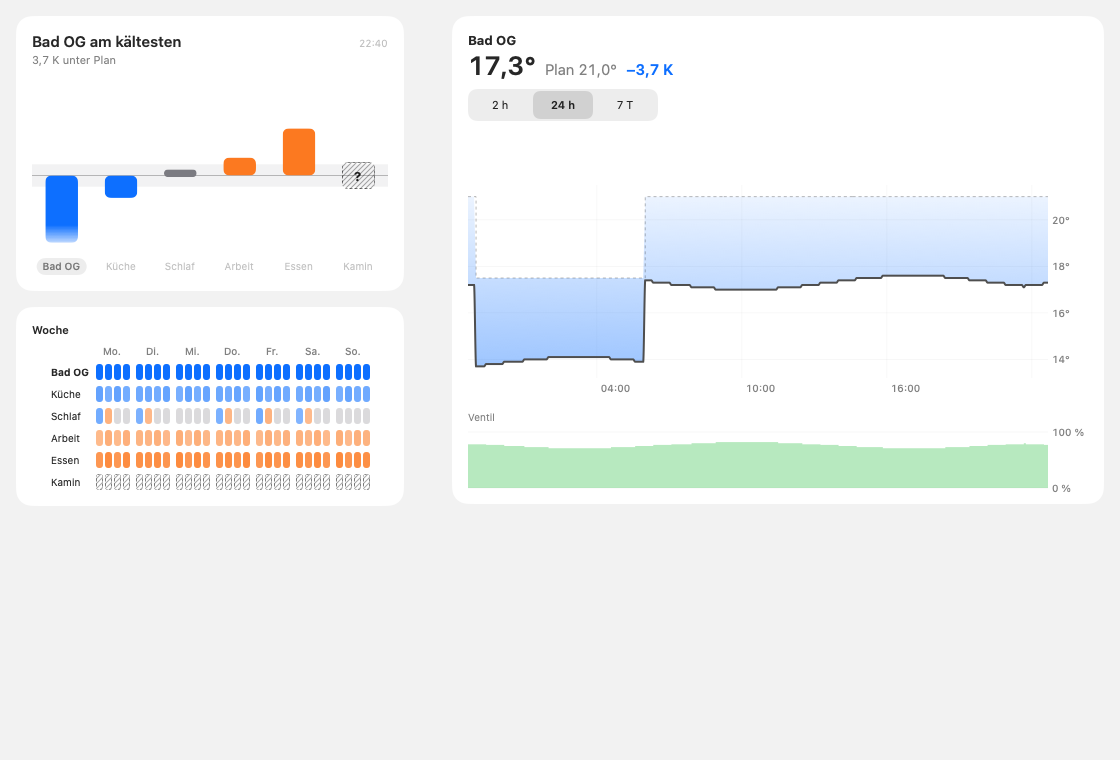 Bad OG am kältesten
22:40
3,7 K unter Plan
?
Bad OG Küche Schlaf Arbeit Essen Kamin
Woche
Mo. Di. Mi. Do. Fr. Sa. So.
Bad OG
Küche
Schlaf
Arbeit
Essen
Kamin
Bad OG
17,3° Plan 21,0° −3,7 K
2 h 24 h 7 T
20°
18°
16°
14°
04:00 10:00 16:00
Ventil
100 %
0 %